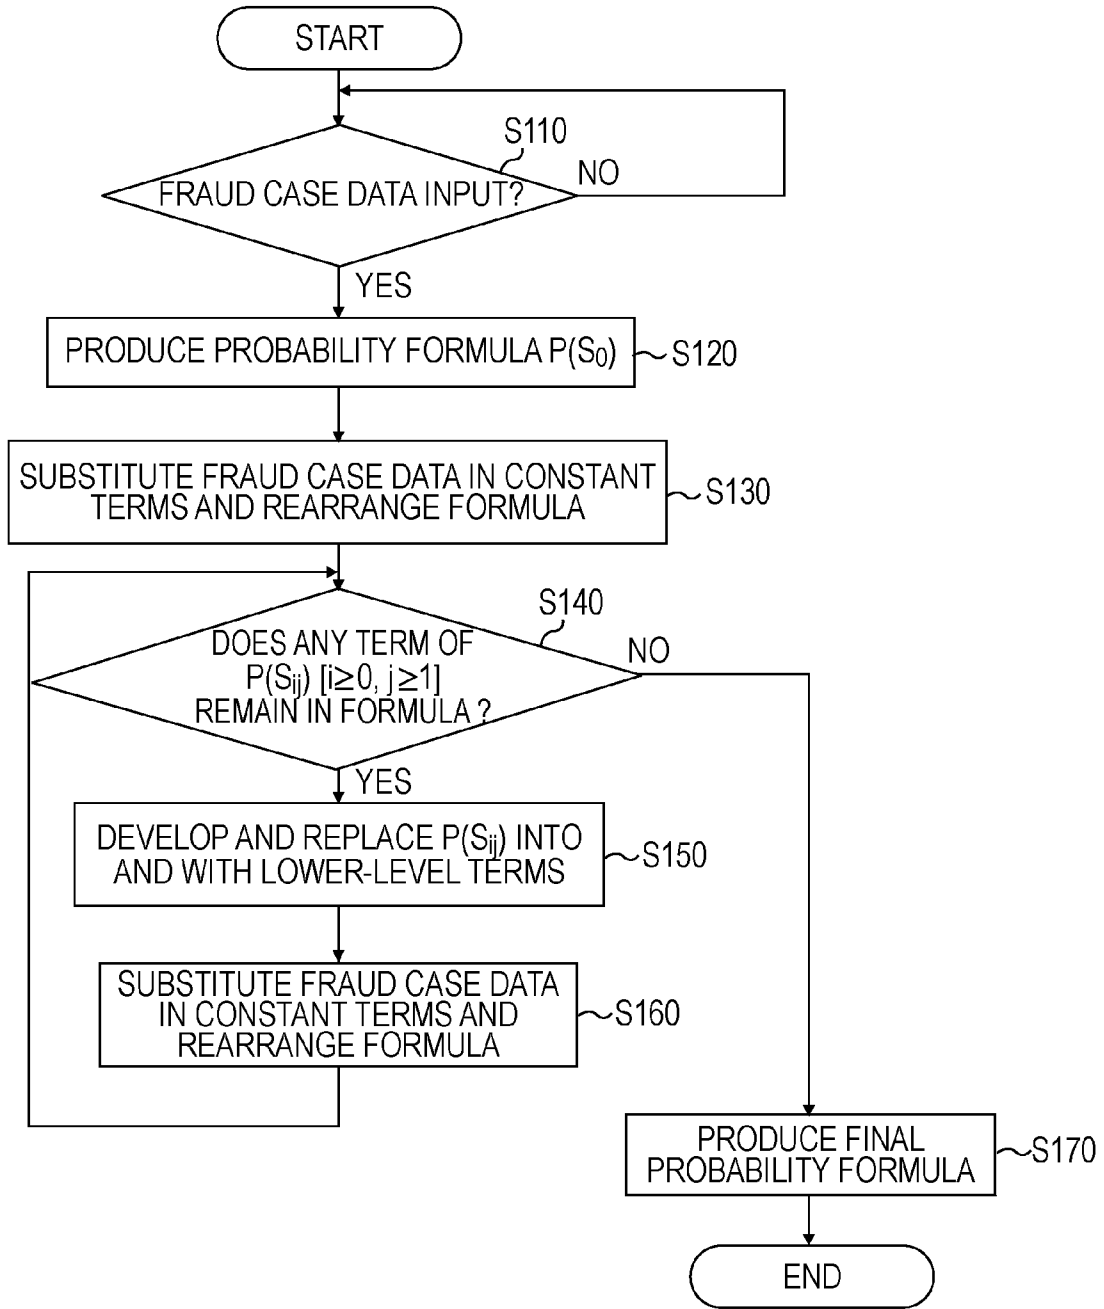 START
S110
FRAUD CASE DATA INPUT?
NO
YES
PRODUCE PROBABILITY FORMULA P(S0)
S120
SUBSTITUTE FRAUD CASE DATA IN CONSTANT
TERMS AND REARRANGE FORMULA
S130
S140
DOES ANY TERM OF
P(Sij) [i≥0, j≥1]
REMAIN IN FORMULA ?
NO
YES
DEVELOP AND REPLACE P(Sij) INTO
AND WITH LOWER-LEVEL TERMS
S150
SUBSTITUTE FRAUD CASE DATA
IN CONSTANT TERMS AND
REARRANGE FORMULA
S160
PRODUCE FINAL
PROBABILITY FORMULA
S170
END